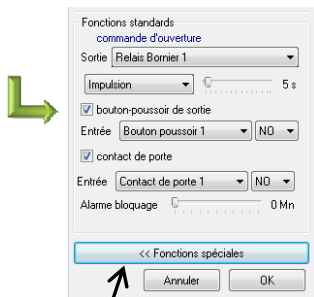 Fonctions standards
commande d'ouverture
Sortie Relais Bornier 1
Impulsion 5 s
bouton-poussoir de sortie
Entrée Bouton poussoir 1 NO
contact de porte
Entrée Contact de porte 1 NO
Alarme bloquage 0 Mn
<< Fonctions spéciales
Annuler OK